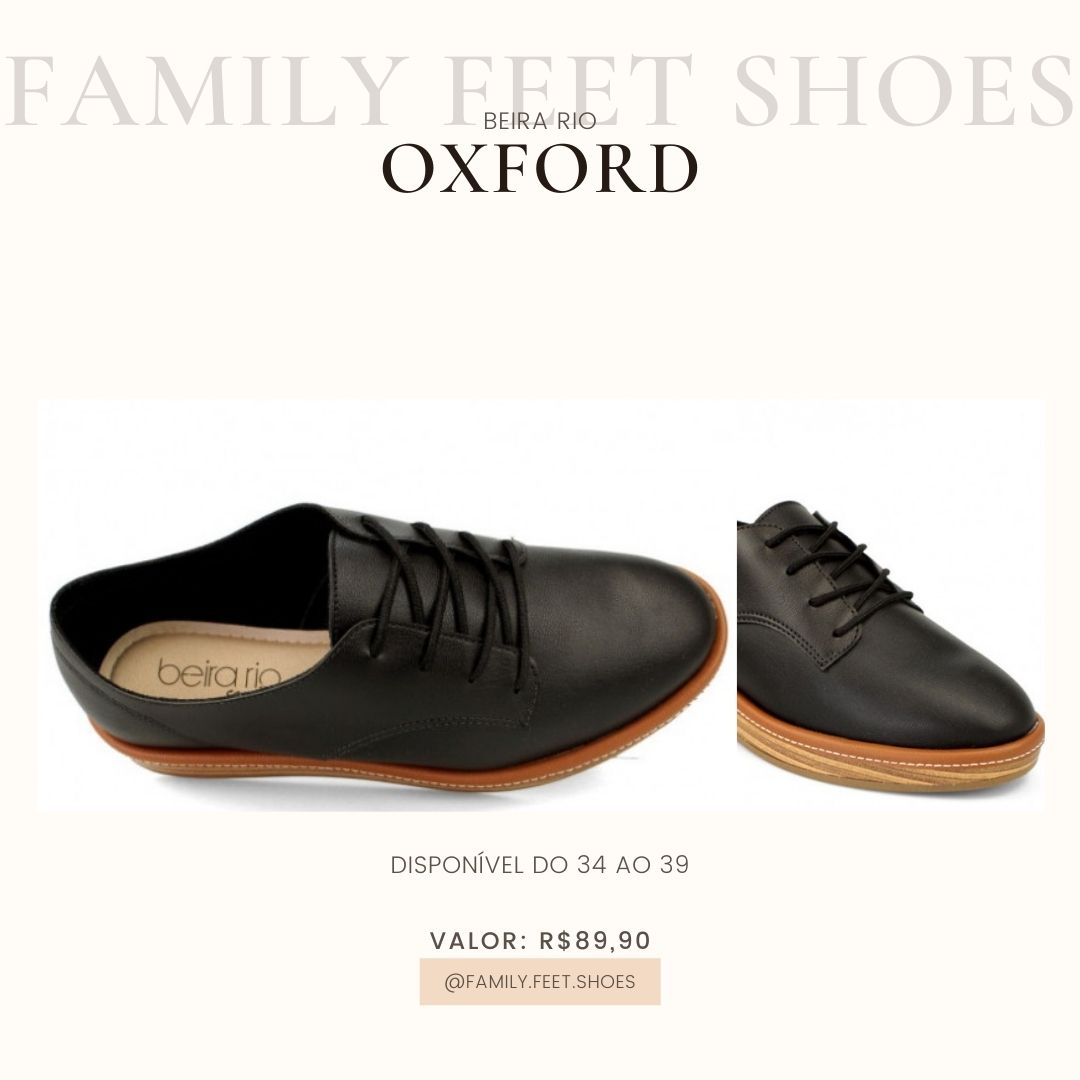 FAMILY FEET SHOES
BEIRA RIO
OXFORD
beira rio
DISPONÍVEL DO 34 AO 39
VALOR: R$89,90
@FAMILY.FEET.SHOES